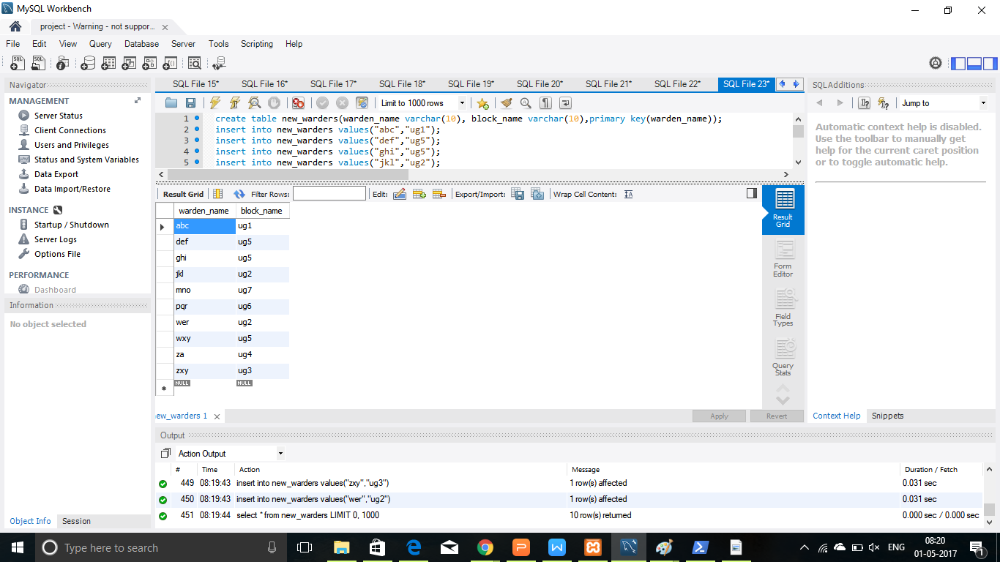 MySQL Workbench
project - Warning - not suppor...
File Edit View Query Database Server Tools Scripting Help
Navigator
MANAGEMENT
Server Status
Client Connections
Users and Privileges
Status and System Variables
Data Export
Data Import/Restore
INSTANCE
Startup / Shutdown
Server Logs
Options File
PERFORMANCE
Dashboard
Information
No object selected
Object Info Session
SQL File 15* SQL File 16* SQL File 17* SQL File 18* SQL File 19* SQL File 20* SQL File 21* SQL File 22* SQL File 23*
Limit to 1000 rows
1 create table new_warders(warden_name varchar(10), block_name varchar(10),primary key(warden_name));
2 insert into new_warders values("abc","ug1");
3 insert into new_warders values("def","ug5");
4 insert into new_warders values("ghi","ug5");
5 insert into new_warders values("jkl","ug2");
Result Grid Filter Rows: Edit: Export/Import: Wrap Cell Content:
warden_name block_name
abc ug1
def ug5
ghi ug5
jkl ug2
mno ug7
pqr ug6
wer ug2
wxy ug5
za ug4
zxy ug3
NULL NULL
Result
Grid
Form
Editor
Field
Types
Query
Stats
ew_warders 1
Apply Revert
SQLAdditions
Jump to
Automatic context help is disabled.
Use the toolbar to manually get
help for the current caret position
or to toggle automatic help.
Context Help Snippets
Output
Action Output
# Time Action Message Duration / Fetch
449 08:19:43 insert into new_warders values("zxy","ug3") 1 row(s) affected 0.031 sec
450 08:19:43 insert into new_warders values("wer","ug2") 1 row(s) affected 0.031 sec
451 08:19:44 select * from new_warders LIMIT 0, 1000 10 row(s) returned 0.000 sec / 0.000 sec
Type here to search
ENG
08:20
01-05-2017
1